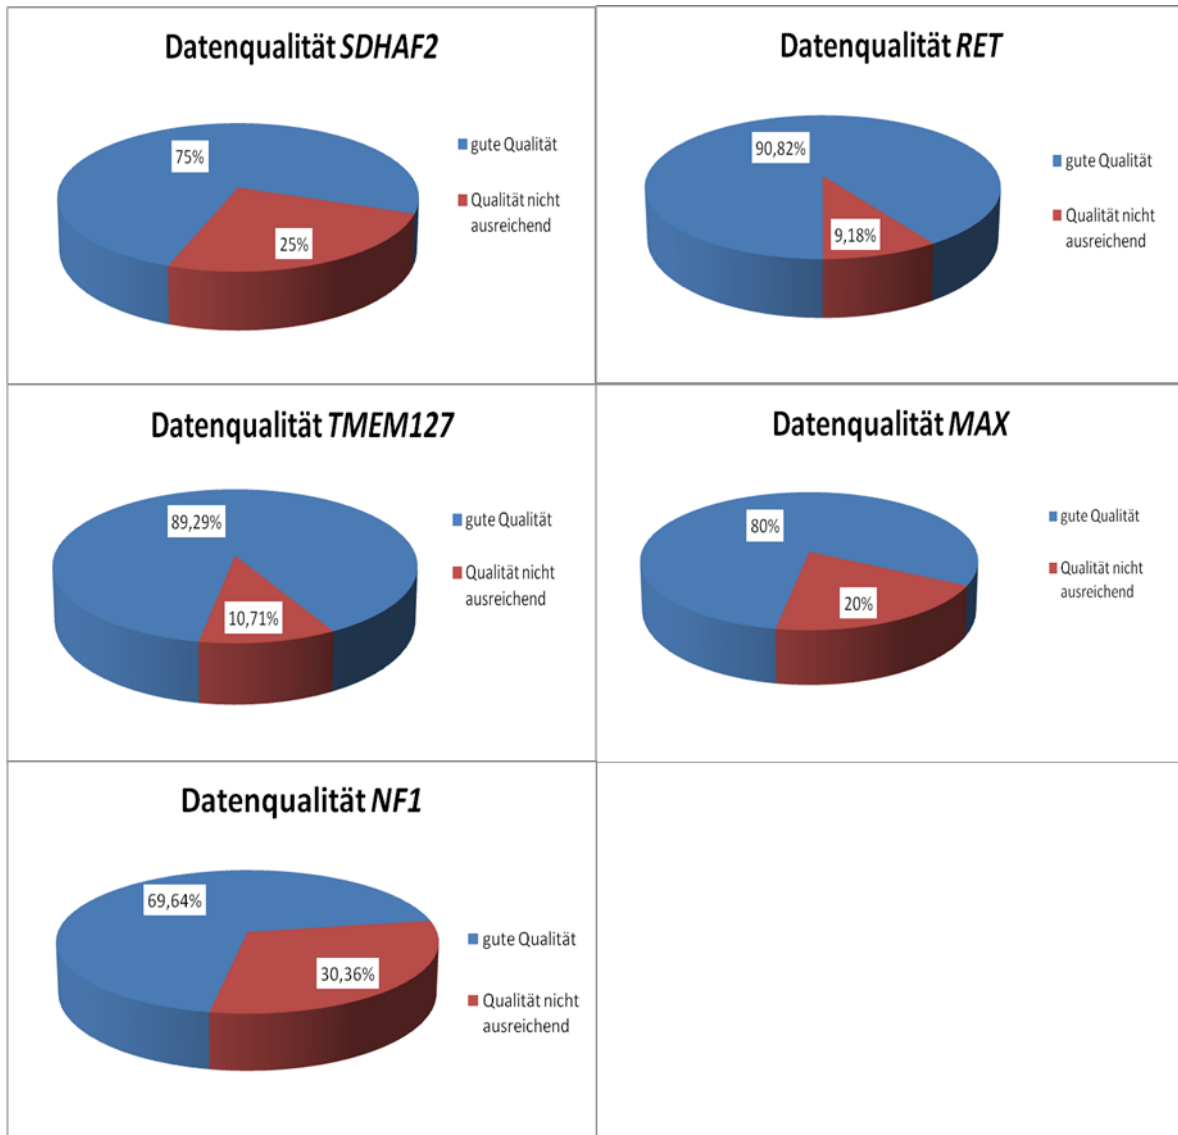 Datenqualität SDHAF2
75%
25%
gute Qualität
Qualität nicht
ausreichend
Datenqualität RET
90,82%
9,18%
gute Qualität
Qualität nicht
ausreichend
Datenqualität TMEM127
89,29%
10,71%
gute Qualität
Qualität nicht
ausreichend
Datenqualität MAX
80%
20%
gute Qualität
Qualität nicht
ausreichend
Datenqualität NF1
69,64%
30,36%
gute Qualität
Qualität nicht
ausreichend